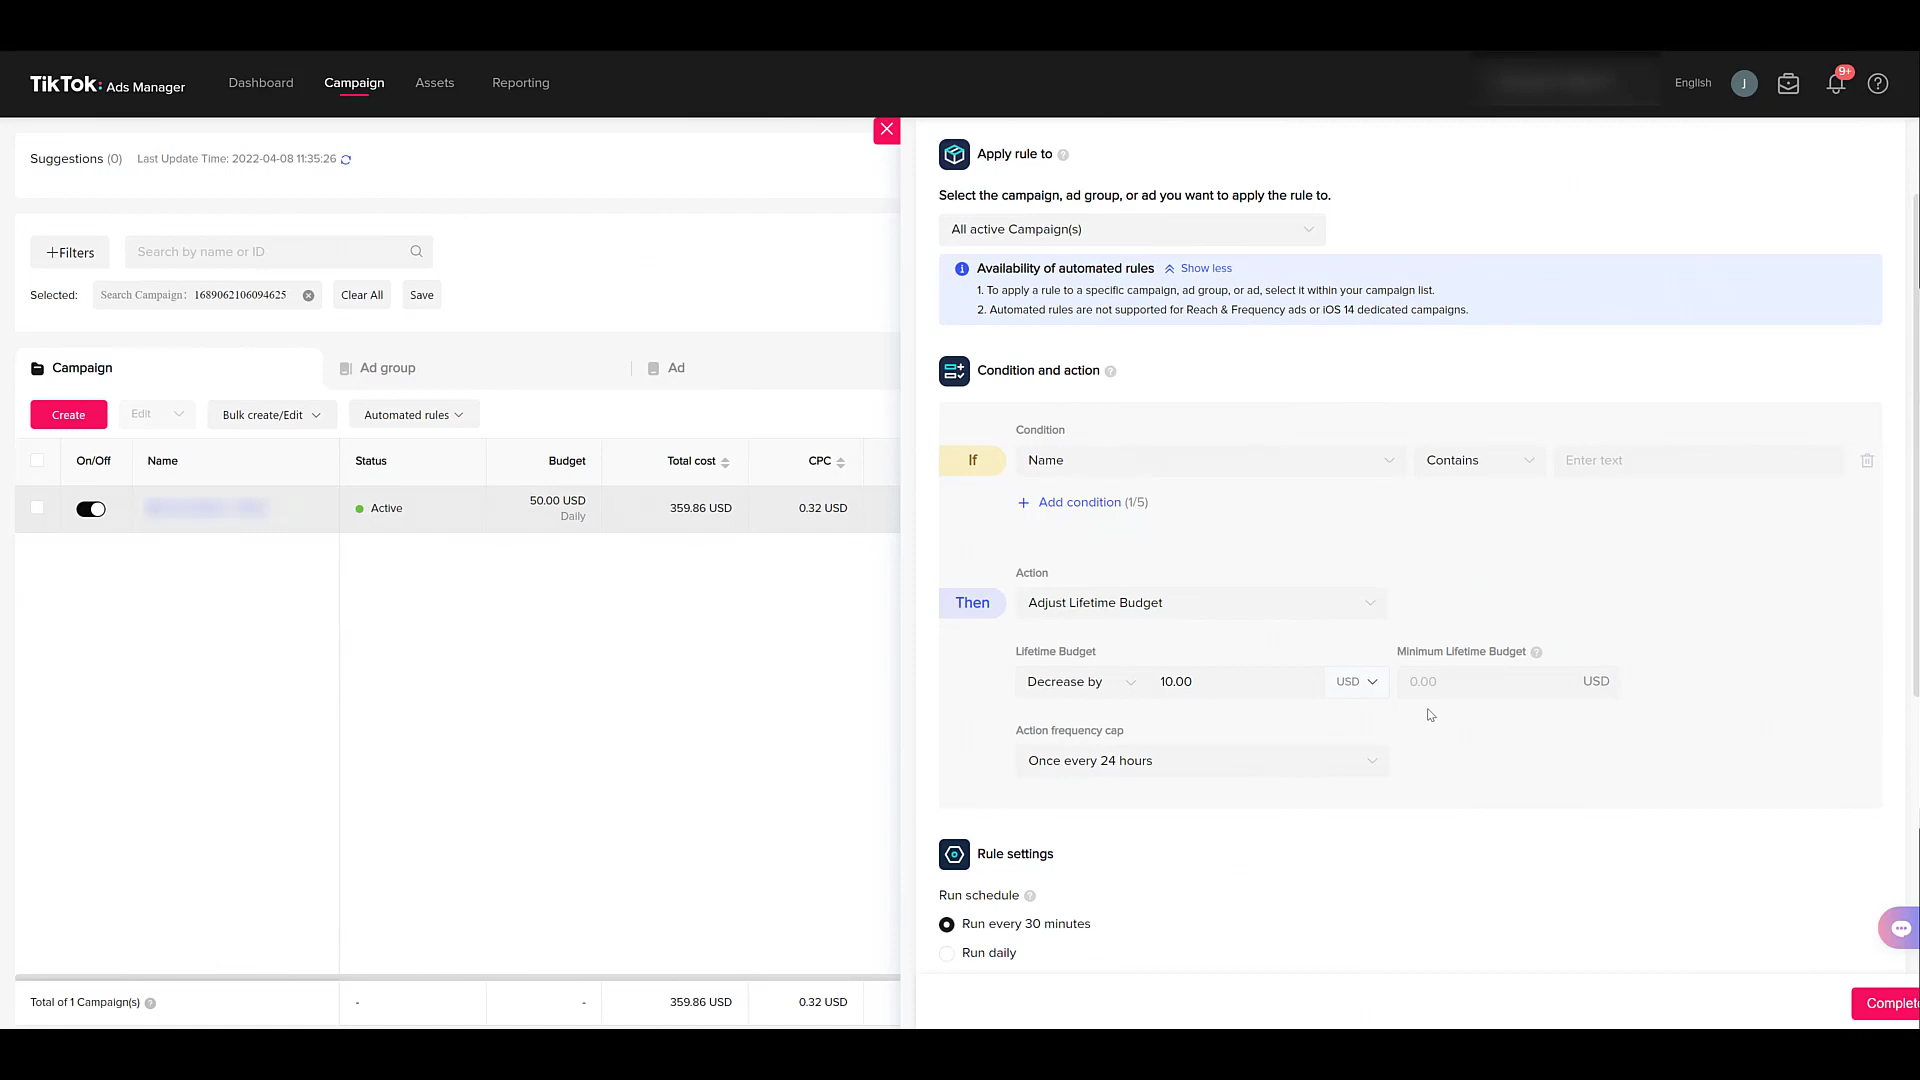 TikTok: Ads Manager
Dashboard
Campaign
Assets
Reporting
English
J
9+
Suggestions (0)
Last Update Time: 2022-04-08 11:35:26
+Filters
Search by name or ID
Selected:
Search Campaign: 1689062106094625
Clear All
Save
Campaign
Ad group
Ad
Create
Edit
Bulk create/Edit
Automated rules
On/Off
Name
Status
Budget
Total cost
CPC
Active
50.00 USD
Daily
359.86 USD
0.32 USD
Total of 1 Campaign(s)
-
-
359.86 USD
0.32 USD
Apply rule to
Select the campaign, ad group, or ad you want to apply the rule to.
All active Campaign(s)
Availability of automated rules
Show less
1. To apply a rule to a specific campaign, ad group, or ad, select it within your campaign list.
2. Automated rules are not supported for Reach & Frequency ads or iOS 14 dedicated campaigns.
Condition and action
Condition
If
Name
Contains
Enter text
+ Add condition (1/5)
Action
Then
Adjust Lifetime Budget
Lifetime Budget
Minimum Lifetime Budget
Decrease by
10.00
USD
0.00
USD
Action frequency cap
Once every 24 hours
Rule settings
Run schedule
Run every 30 minutes
Run daily
Complet